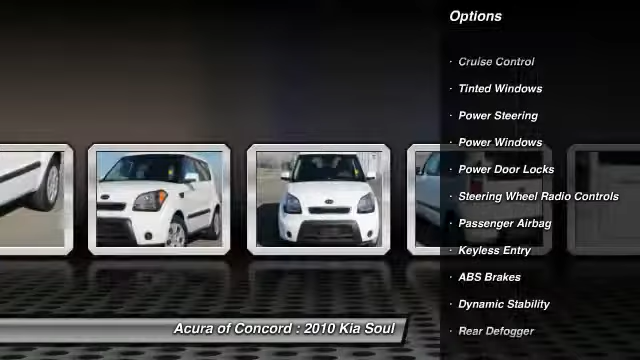 Options
· Cruise Control
· Tinted Windows
· Power Steering
· Power Windows
· Power Door Locks
· Steering Wheel Radio Controls
· Passenger Airbag
· Keyless Entry
· ABS Brakes
· Dynamic Stability
· Rear Defogger
Acura of Concord : 2010 Kia Soul